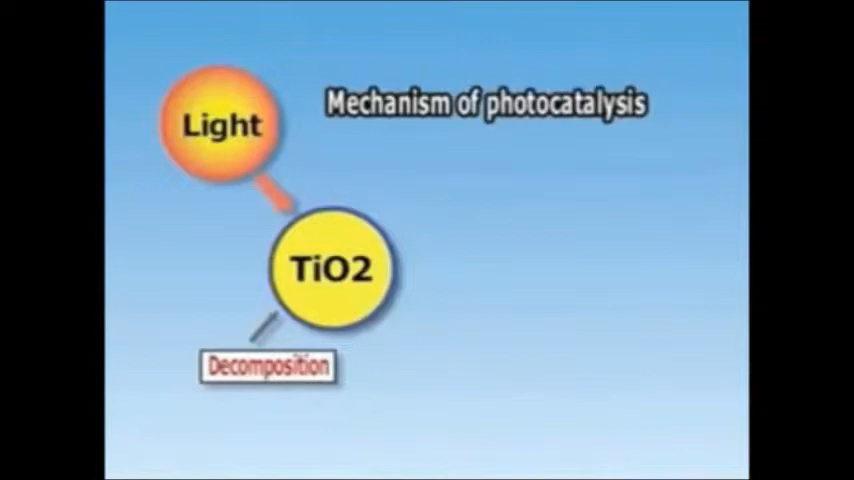 Mechanism of photocatalysis
Light
TiO2
Decomposition